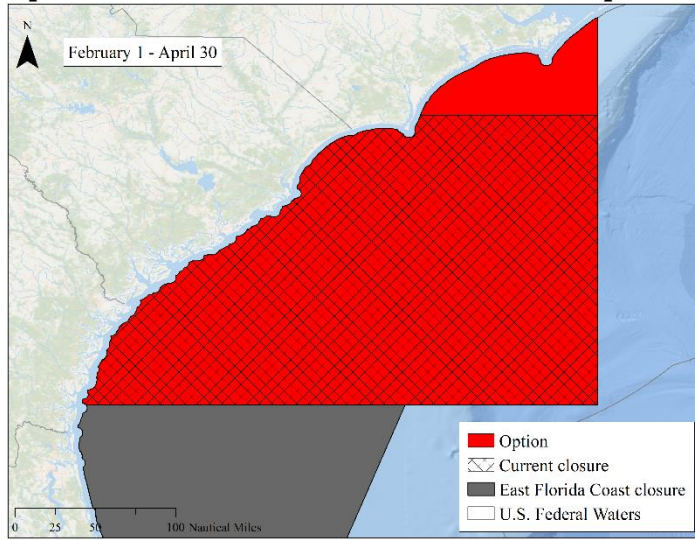 N
February 1 - April 30
Option
Current closure
East Florida Coast closure
U.S. Federal Waters
0 25 50 100 Nautical Miles